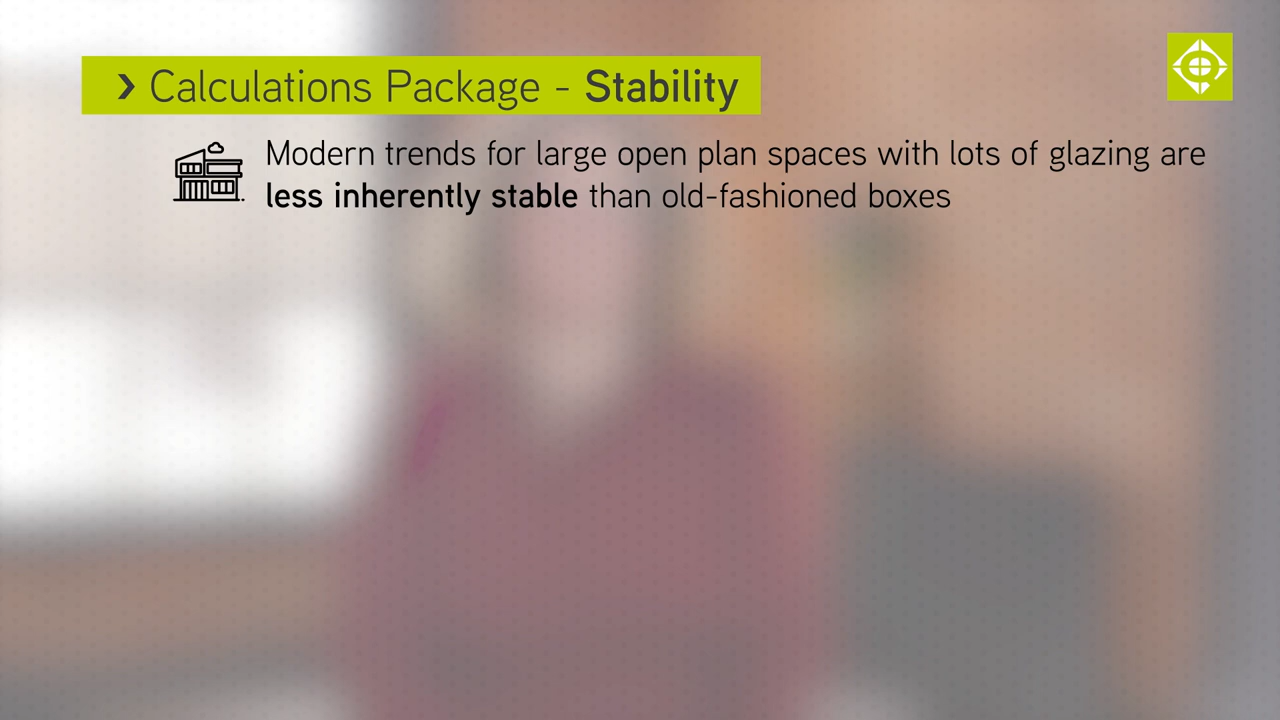 › Calculations Package - Stability
Modern trends for large open plan spaces with lots of glazing are
less inherently stable than old-fashioned boxes